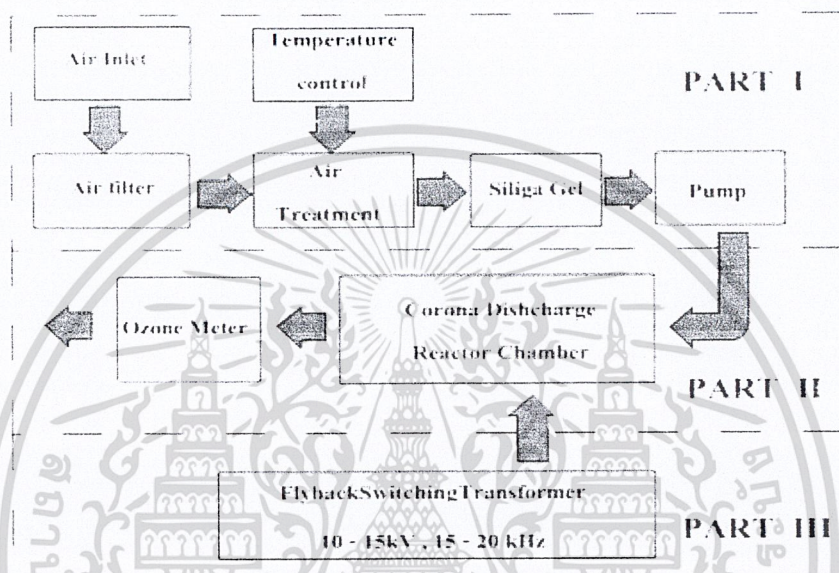 Air Inlet
Temperature
control
PART I
Air filter
Air
Treatment
Siliga Gel
Pump
Ozone Meter
Corona Dishcharge
Reactor Chamber
PART II
FlybackSwitchingTransformer
10 - 15kV , 15 - 20 kHz
PART III